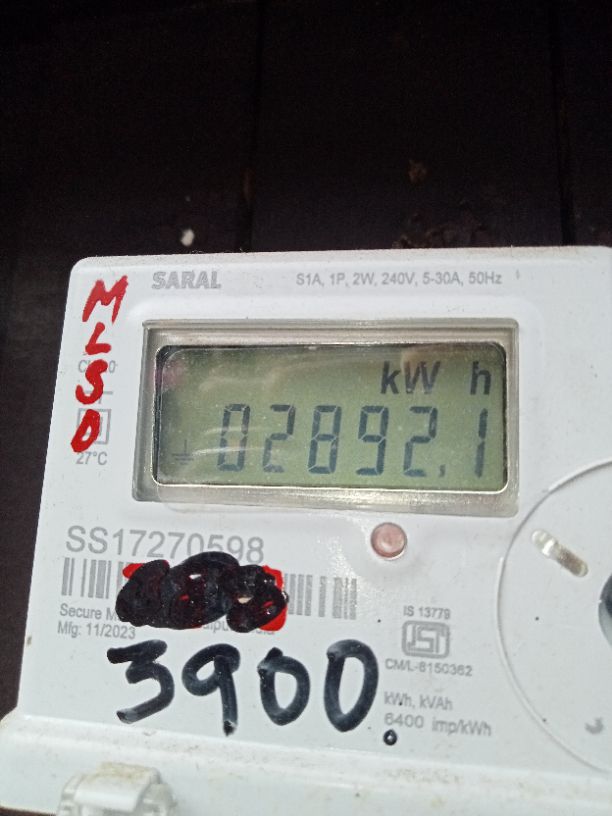 SARAL
S1A, 1P, 2W, 240V, 5-30A, 50Hz
MLSD
kW h
02892.1
27°C
SS17270598
Secure
Mfg: 11/2023
IS 13779
CM/L-8150362
3900.
kWh, kVAh
6400 imp/kWh